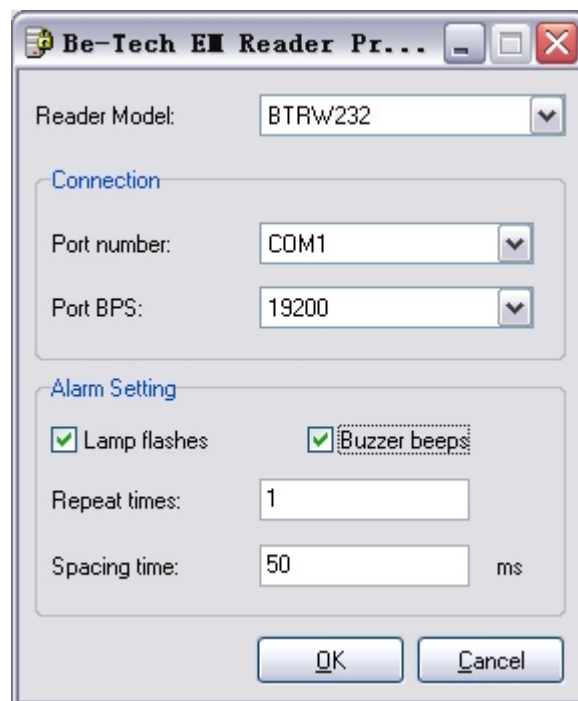 Be-Tech EM Reader Pr...
Reader Model: BTRW232
Connection
Port number: COM1
Port BPS: 19200
Alarm Setting
Lamp flashes Buzzer beeps
Repeat times: 1
Spacing time: 50 ms
OK Cancel